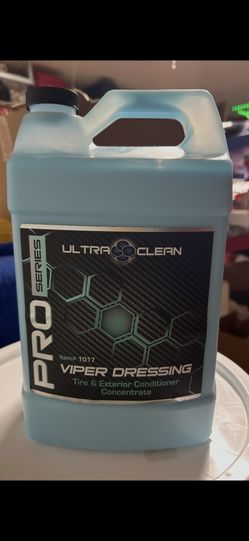 ULTRA CLEAN
PRO SERIES
Item# 1017
VIPER DRESSING
Tire & Exterior Conditioner
Concentrate